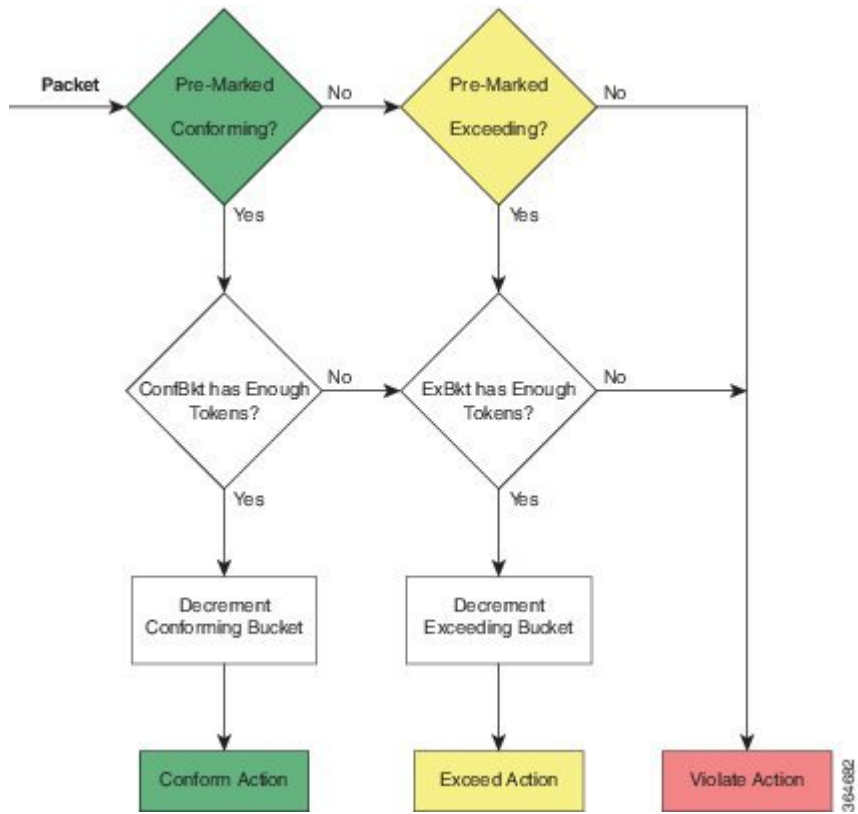 Packet
Pre-Marked
Conforming?
No
Pre-Marked
Exceeding?
No
Yes
Yes
ConfBkt has Enough
Tokens?
No
ExBkt has Enough
Tokens?
No
Yes
Yes
Decrement
Conforming Bucket
Decrement
Exceeding Bucket
Conform Action
Exceed Action
Violate Action
364682